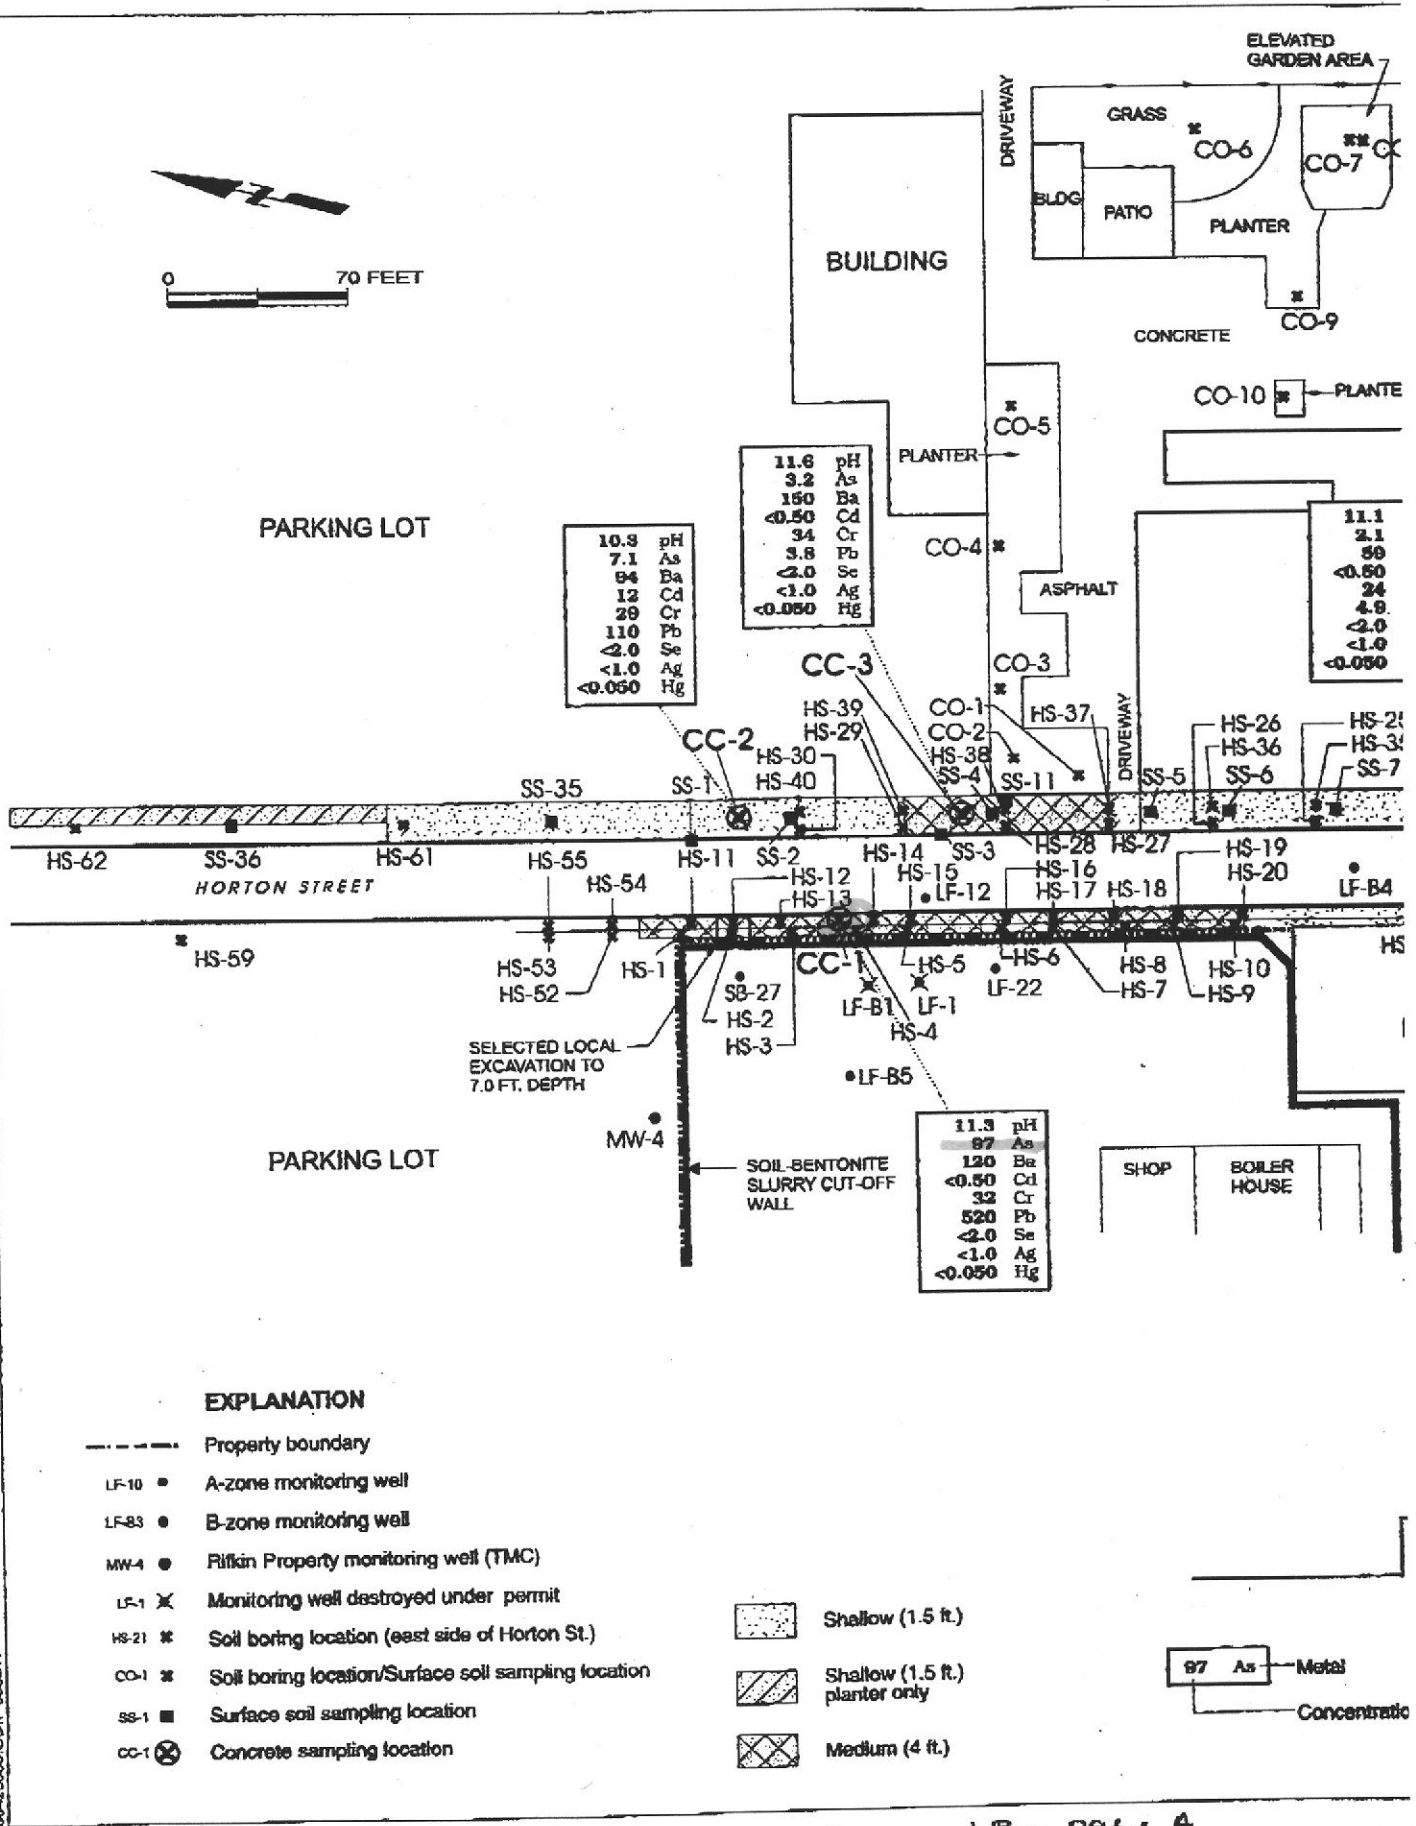 ELEVATED
GARDEN AREA
DRIVEWAY
GRASS
CO-6
CO-7
BLDG
PATIO
PLANTER
N
0 70 FEET
BUILDING
CO-9
CONCRETE
CO-10
PLANTE
CO-5
PLANTER
11.6 pH
3.2 As
150 Ba
<0.50 Cd
34 Cr
3.8 Pb
<2.0 Se
<1.0 Ag
<0.050 Hg
PARKING LOT
10.3 pH
7.1 As
94 Ba
12 Cd
29 Cr
110 Pb
<2.0 Se
<1.0 Ag
<0.050 Hg
CO-4
ASPHALT
11.1
2.1
59
<0.50
24
4.9
<2.0
<1.0
<0.050
CC-3
CO-3
HS-39
HS-29
CO-1
CO-2
HS-37
DRIVEWAY
CC-2
HS-30
HS-40
HS-38
SS-4
SS-11
SS-5
HS-26
HS-36
SS-6
SS-7
SS-35
SS-1
HS-62
SS-36
HS-61
HS-55
HS-11
SS-2
HS-14
SS-3
HS-28
HS-27
HS-19
HORTON STREET
HS-54
HS-12
HS-13
HS-15
LF-12
HS-16
HS-17
HS-18
HS-20
LF-B4
HS-59
HS-53
HS-52
HS-1
CC-1
HS-5
HS-6
HS-8
HS-7
HS-10
HS-9
HS
SB-27
HS-2
HS-3
LF-B1
LF-1
LF-22
HS-4
SELECTED LOCAL
EXCAVATION TO
7.0 FT. DEPTH
LF-B5
MW-4
PARKING LOT
SOIL-BENTONITE
SLURRY CUT-OFF
WALL
11.3 pH
97 As
120 Ba
<0.50 Cd
32 Cr
520 Pb
<2.0 Se
<1.0 Ag
<0.050 Hg
SHOP
BOILER
HOUSE
EXPLANATION
Property boundary
LF-10 A-zone monitoring well
LF-B3 B-zone monitoring well
MW-4 Rifkin Property monitoring well (TMC)
LF-1 Monitoring well destroyed under permit
HS-21 Soil boring location (east side of Horton St.)
CO-1 Soil boring location/Surface soil sampling location
SS-1 Surface soil sampling location
CC-1 Concrete sampling location
Shallow (1.5 ft.)
Shallow (1.5 ft.)
planter only
Medium (4 ft.)
97 As Metal
Concentratio